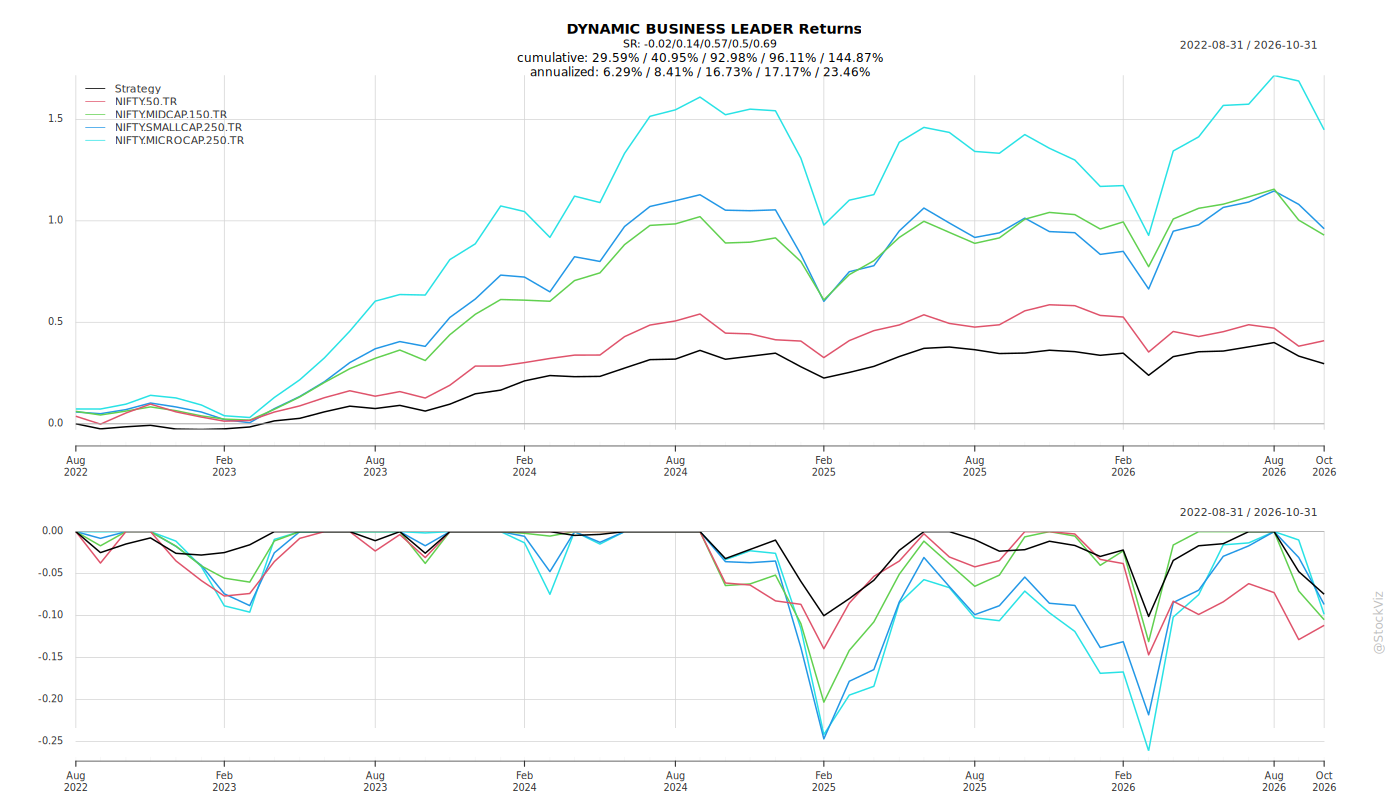 DYNAMIC BUSINESS LEADER Returns
SR: -0.02/0.14/0.57/0.5/0.69
2022-08-31 / 2026-10-31
cumulative: 29.59% / 40.95% / 92.98% / 96.11% / 144.87%
annualized: 6.29% / 8.41% / 16.73% / 17.17% / 23.46%
Strategy
NIFTY.50.TR
NIFTY.MIDCAP.150.TR
NIFTY.SMALLCAP.250.TR
NIFTY.MICROCAP.250.TR
1.5
1.0
0.5
0.0
Aug Feb Aug Feb Aug Feb Aug Feb Aug Oct
2022 2023 2023 2024 2024 2025 2025 2026 2026 2026
2022-08-31 / 2026-10-31
0.00
-0.05
-0.10
-0.15
-0.20
-0.25
Aug Feb Aug Feb Aug Feb Aug Feb Aug Oct
2022 2023 2023 2024 2024 2025 2025 2026 2026 2026
@StockViz